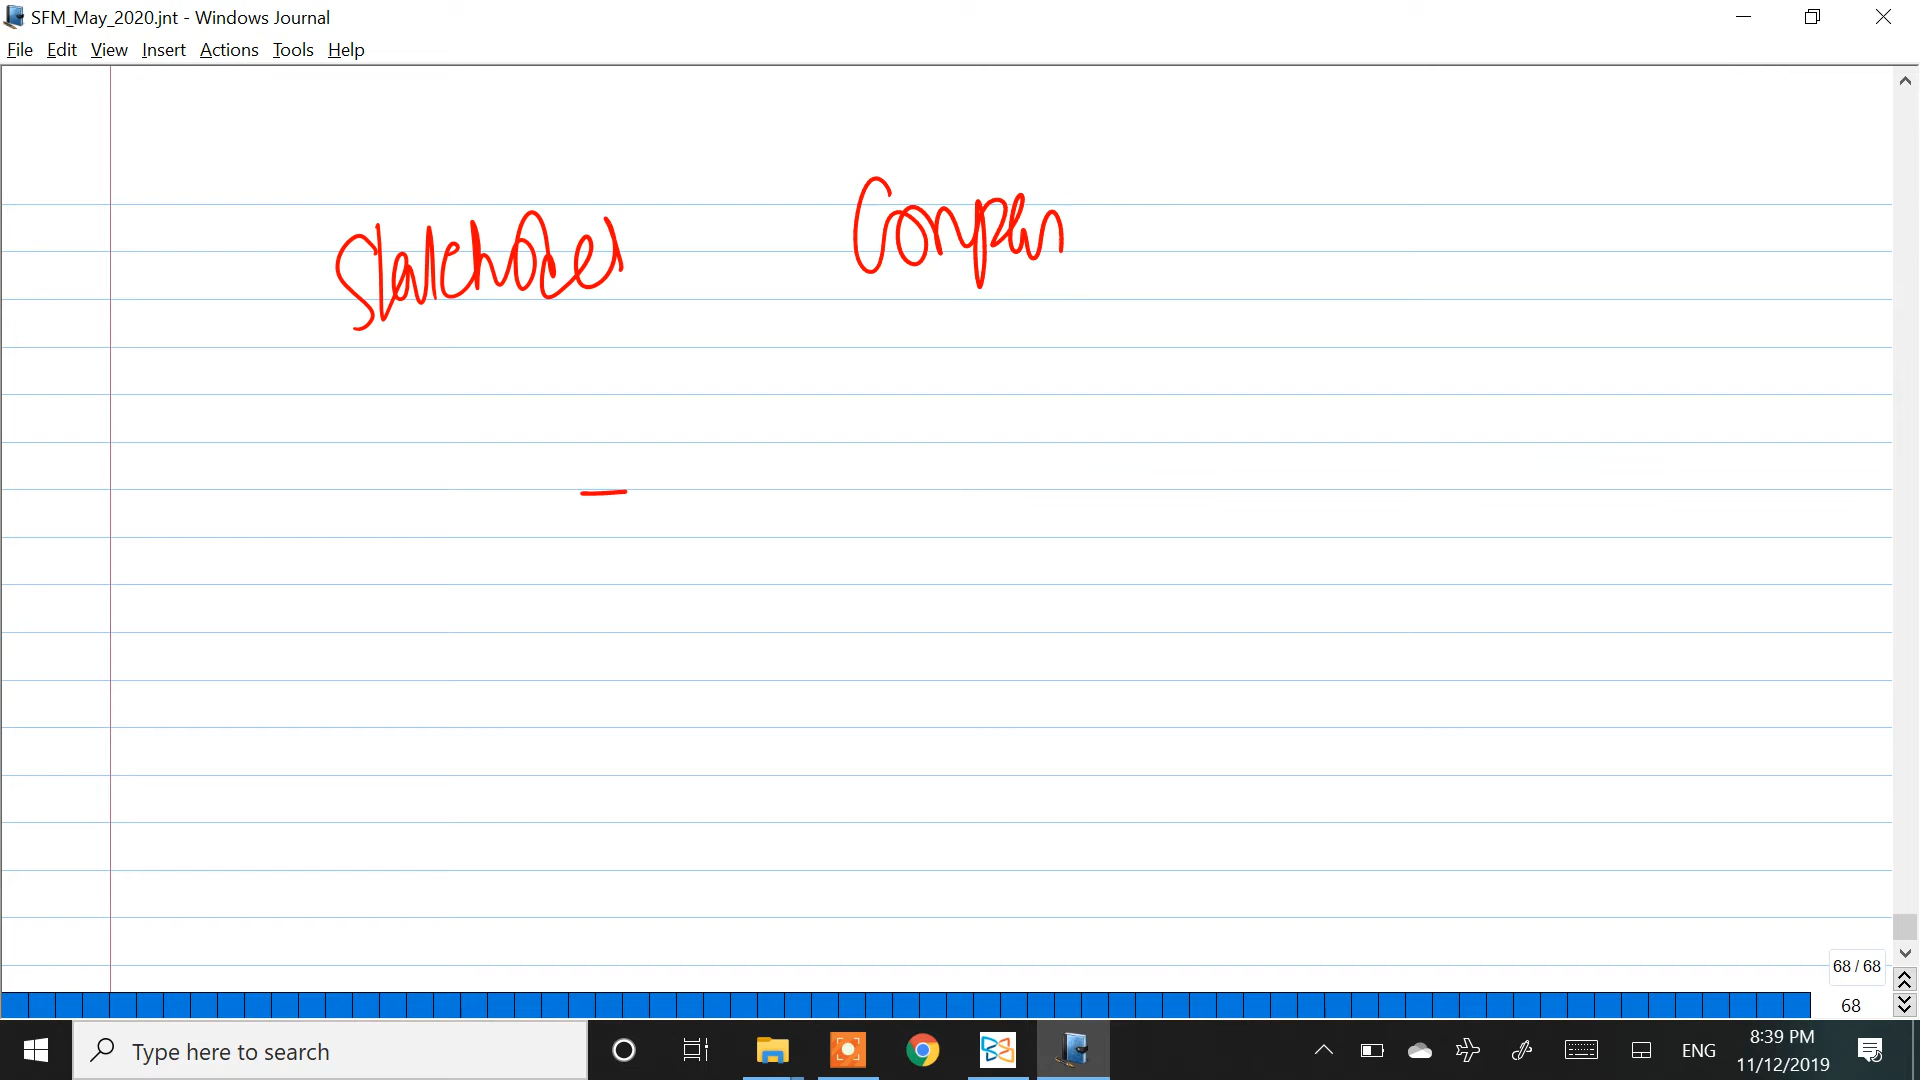 SFM_May_2020.jnt - Windows Journal
File Edit View Insert Actions Tools Help
Stakeholder Compan
68 / 68
68
Type here to search
ENG
8:39 PM
11/12/2019